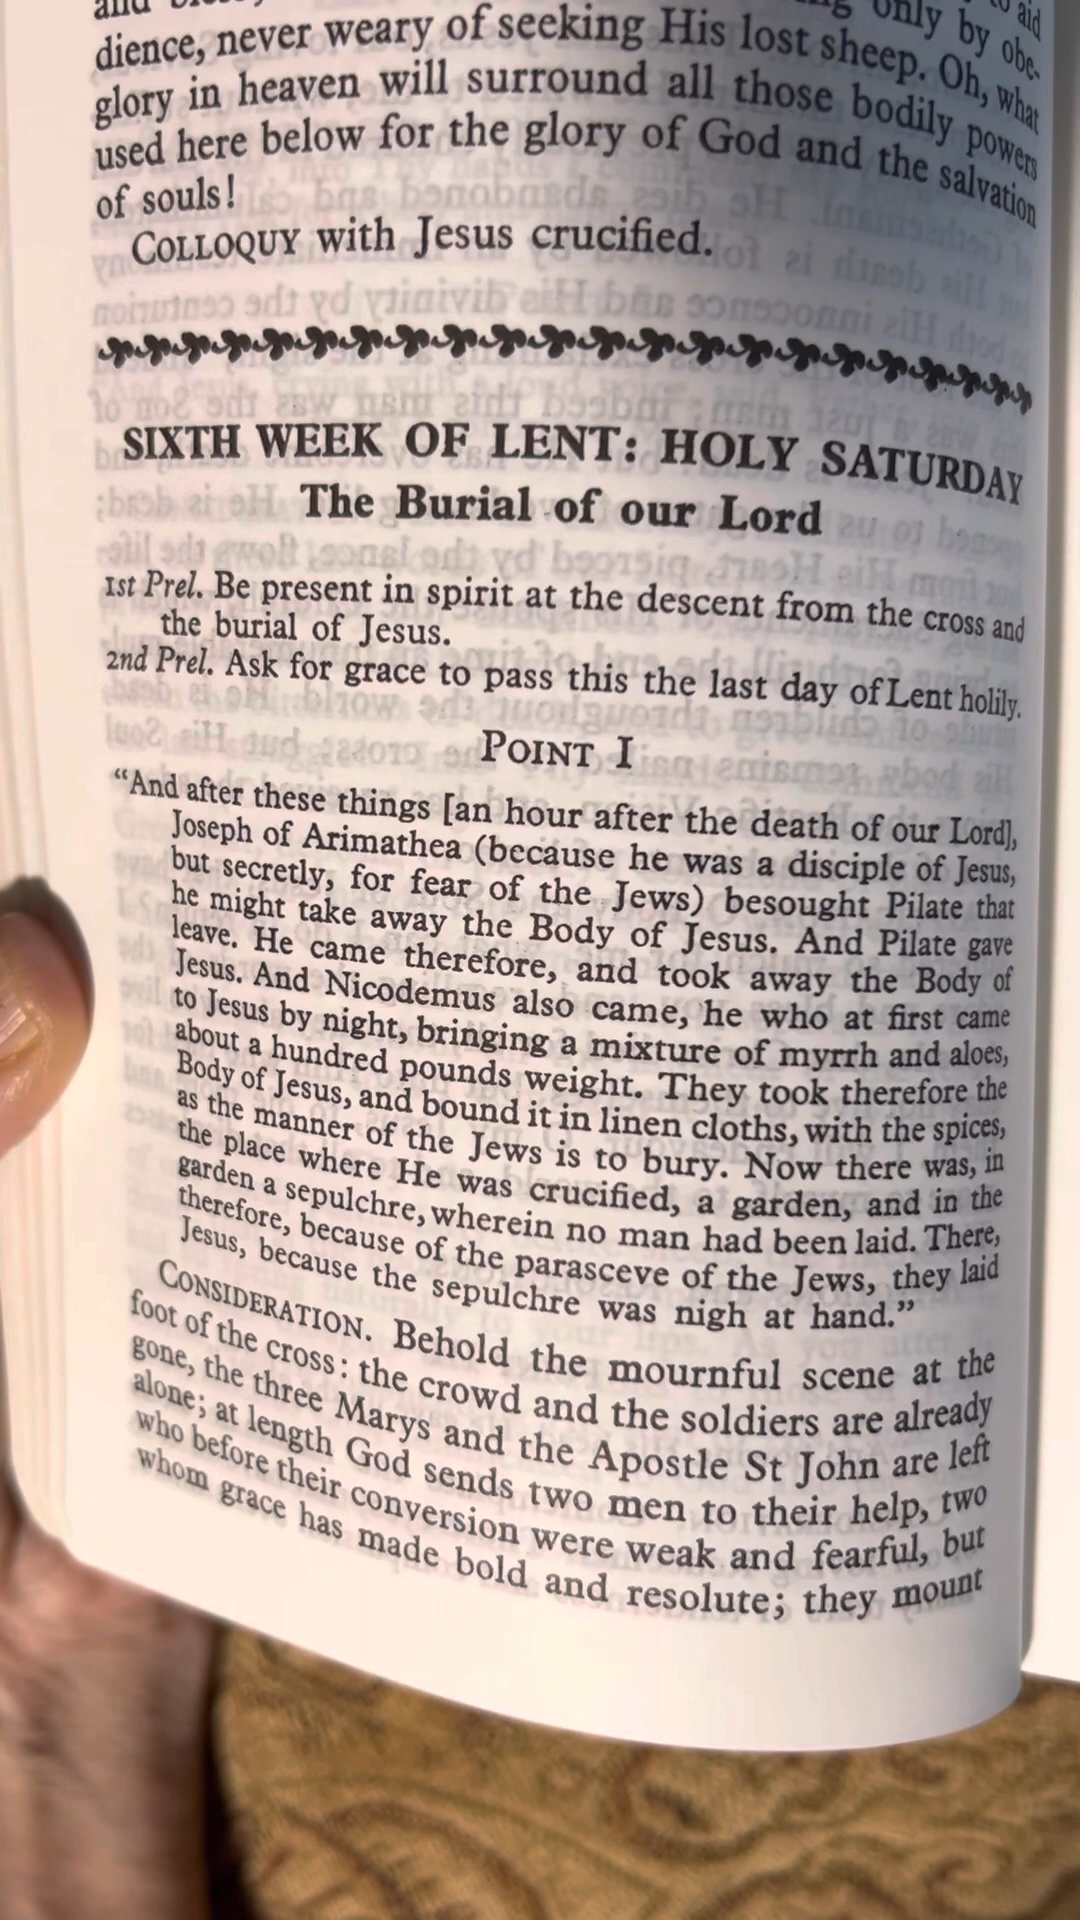 only by obe-
dience, never weary of seeking His lost sheep. Oh, what
glory in heaven will surround all those bodily powers
used here below for the glory of God and the salvation
of souls!
COLLOQUY with Jesus crucified.
SIXTH WEEK OF LENT: HOLY SATURDAY
The Burial of our Lord
1st Prel. Be present in spirit at the descent from the cross and
the burial of Jesus.
2nd Prel. Ask for grace to pass this the last day of Lent holily.
POINT I
“And after these things [an hour after the death of our Lord],
Joseph of Arimathea (because he was a disciple of Jesus,
but secretly, for fear of the Jews) besought Pilate that
he might take away the Body of Jesus. And Pilate gave
leave. He came therefore, and took away the Body of
Jesus. And Nicodemus also came, he who at first came
to Jesus by night, bringing a mixture of myrrh and aloes,
about a hundred pounds weight. They took therefore the
Body of Jesus, and bound it in linen cloths, with the spices,
as the manner of the Jews is to bury. Now there was, in
the place where He was crucified, a garden, and in the
garden a sepulchre, wherein no man had been laid. There,
therefore, because of the parasceve of the Jews, they laid
Jesus, because the sepulchre was nigh at hand.”
CONSIDERATION. Behold the mournful scene at the
foot of the cross: the crowd and the soldiers are already
gone, the three Marys and the Apostle St John are left
alone; at length God sends two men to their help, two
who before their conversion were weak and fearful, but
whom grace has made bold and resolute; they mount